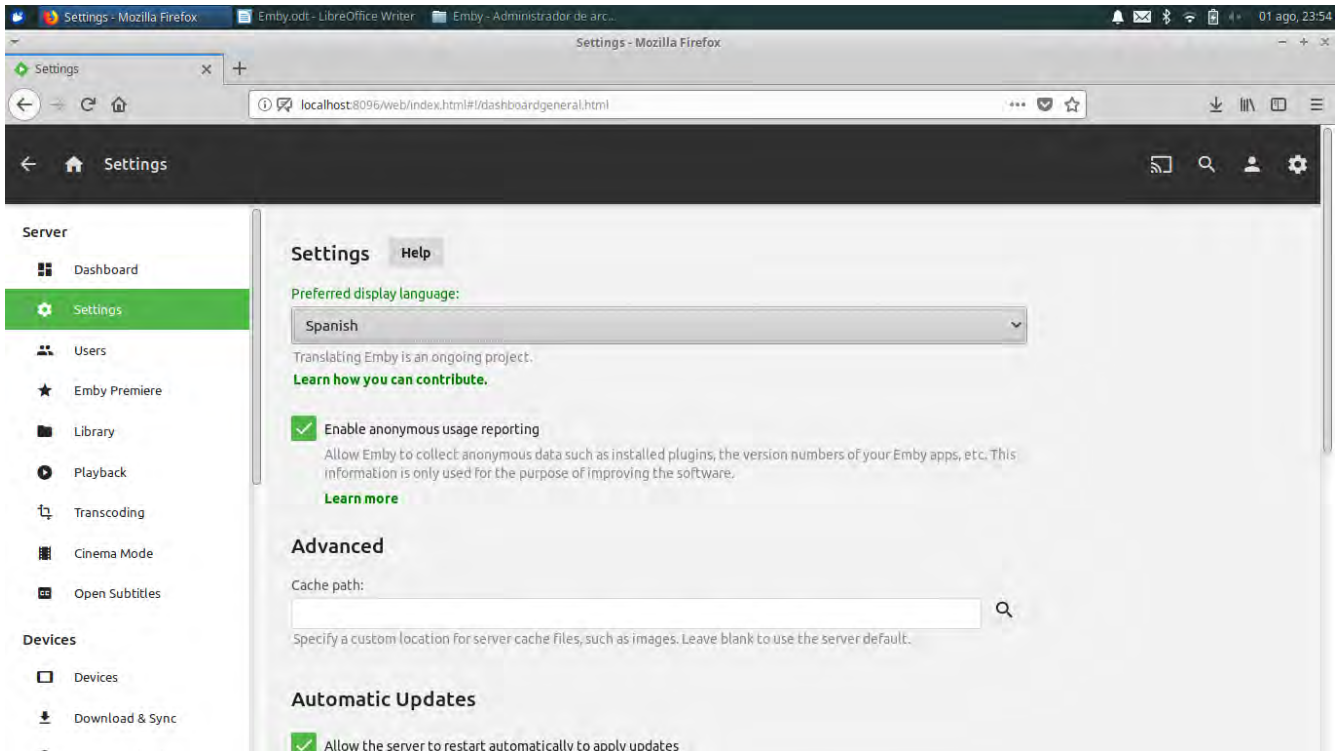 Settings - Mozilla Firefox
Emby.odt - LibreOffice Writer
Emby - Administrador de arc...
01 ago, 23:54
Settings - Mozilla Firefox
Settings
localhost:8096/web/index.html#!/dashboardgeneral.html
Settings
Server
Dashboard
Settings
Users
Emby Premiere
Library
Playback
Transcoding
Cinema Mode
CC
Open Subtitles
Devices
Devices
Download & Sync
Settings
Help
Preferred display language:
Spanish
Translating Emby is an ongoing project.
Learn how you can contribute.
Enable anonymous usage reporting
Allow Emby to collect anonymous data such as installed plugins, the version numbers of your Emby apps, etc. This
information is only used for the purpose of improving the software.
Learn more
Advanced
Cache path:
Specify a custom location for server cache files, such as images. Leave blank to use the server default.
Automatic Updates
Allow the server to restart automatically to apply updates